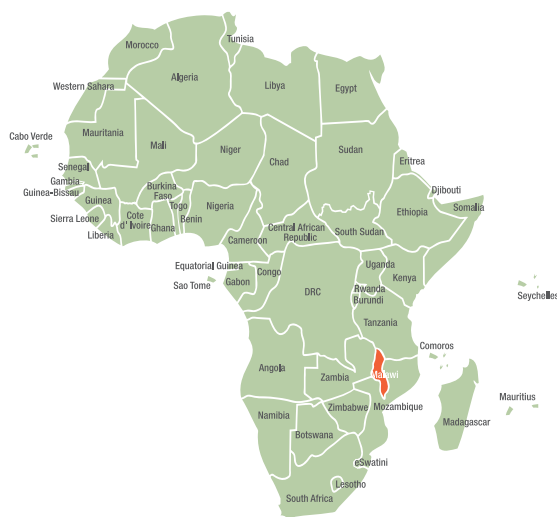 Tunisia
Morocco
Algeria
Libya
Egypt
Western Sahara
Cabo Verde
Mauritania
Mali
Niger
Chad
Sudan
Eritrea
Senegal
Gambia
Guinea-Bissau
Guinea
Burkina
Faso
Djibouti
Somalia
Sierra Leone
Liberia
Cote
d' Ivoire
Ghana
Togo
Benin
Nigeria
Ethiopia
Central African
Republic
South Sudan
Cameroon
Equatorial Guinea
Sao Tome
Gabon
Congo
DRC
Uganda
Kenya
Rwanda
Burundi
Tanzania
Seychelles
Comoros
Angola
Zambia
Malawi
Mozambique
Mauritius
Madagascar
Namibia
Zimbabwe
Botswana
eSwatini
Lesotho
South Africa